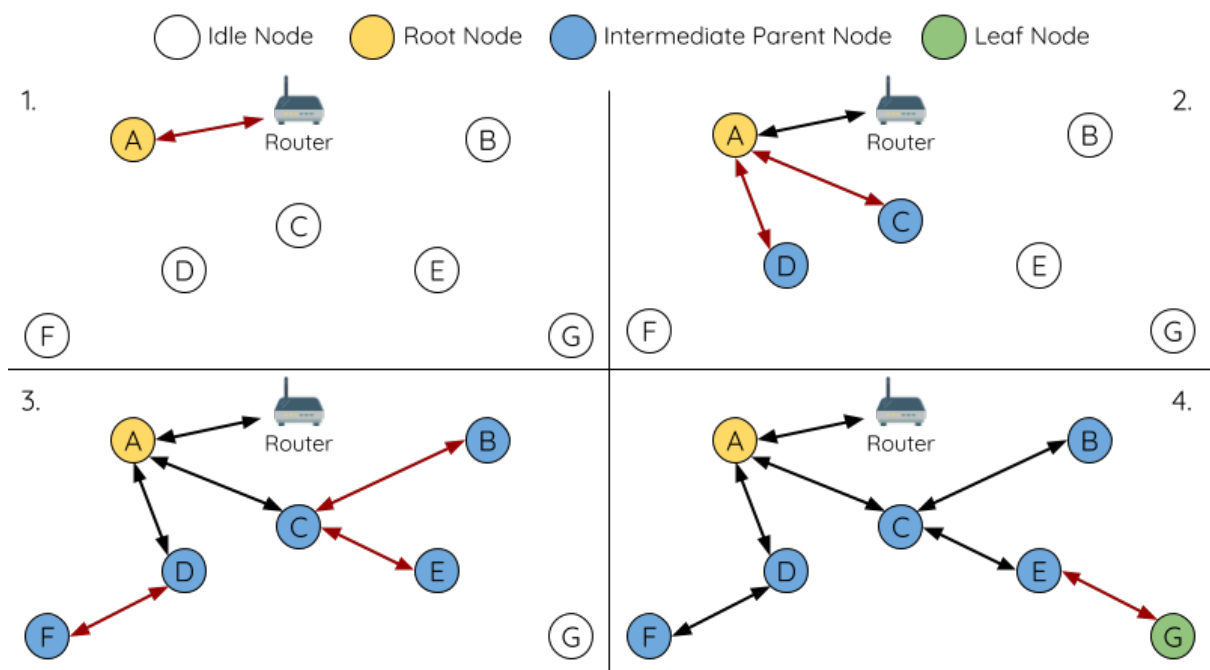 Idle Node
Root Node
Intermediate Parent Node
Leaf Node
1.
A
Router
B
C
D
E
F
G
2.
A
Router
B
C
D
E
F
G
3.
A
Router
B
C
D
E
F
G
4.
A
Router
B
C
D
E
F
G